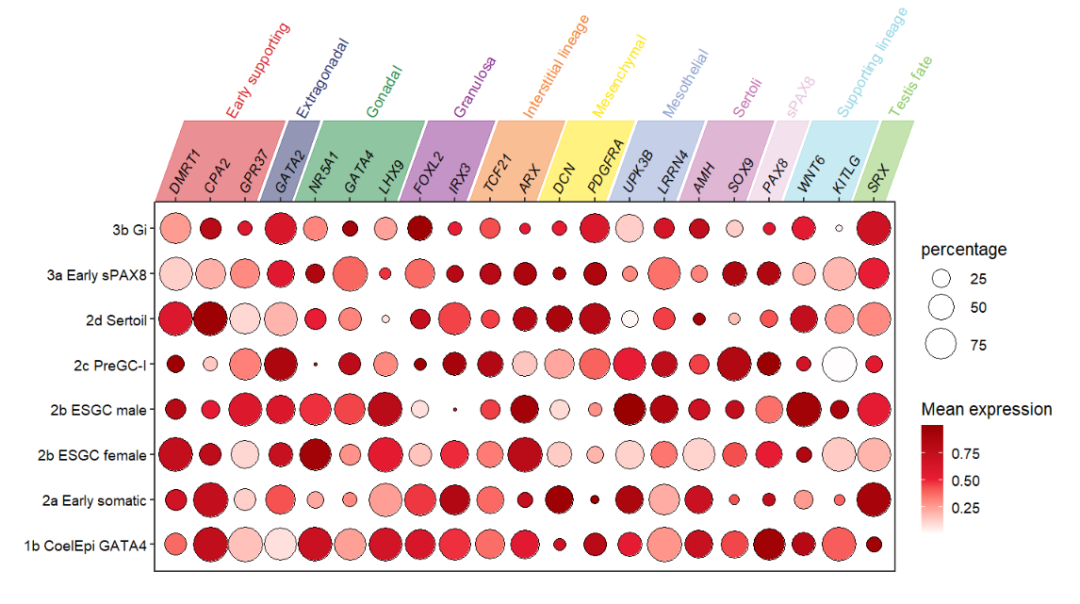 Early supporting
Extragonadal
Gonadal
Granulosa
Interstitial lineage
Mesenchymal
Mesothelial
Sertoli
sPAX8
Supporting lineage
Testis fate
DMRT1
CPA2
GPR37
GATA2
NR5A1
GATA4
LHX9
FOXL2
IRX3
TCF21
ARX
DCN
PDGFRA
UPK3B
LRRN4
AMH
SOX9
PAX8
WNT6
KITLG
SRX
3b Gi
3a Early sPAX8
2d Sertoil
2c PreGC-I
2b ESGC male
2b ESGC female
2a Early somatic
1b CoelEpi GATA4
percentage
25
50
75
Mean expression
0.75
0.50
0.25